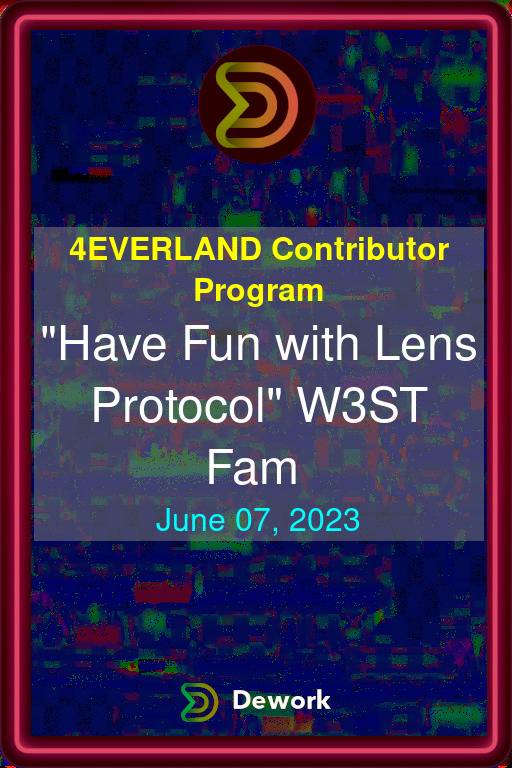 4EVERLAND Contributor
Program
"Have Fun with Lens
Protocol" W3ST
Fam
June 07, 2023
Dework